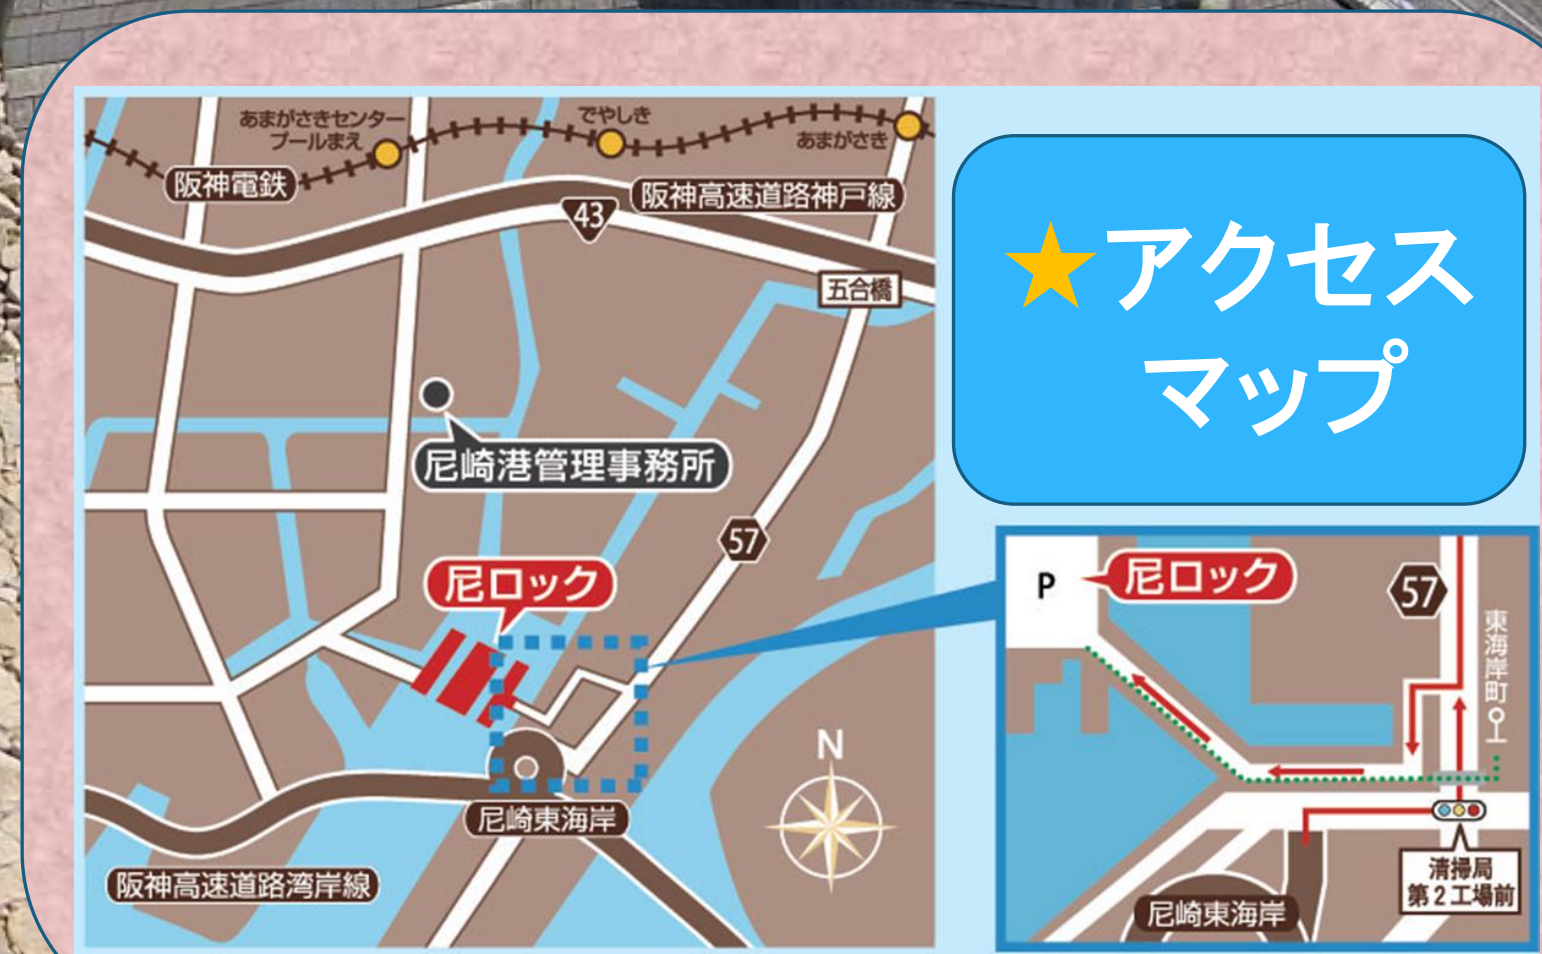 あまがさきセンター
プールまえ
でやしき
あまがさき
阪神電鉄
阪神高速道路神戸線
43
五合橋
尼崎港管理事務所
57
尼ロック
N
尼崎東海岸
阪神高速道路湾岸線
★アクセス
マップ
P
尼ロック
57
東海岸町
清掃局
第2工場前
尼崎東海岸